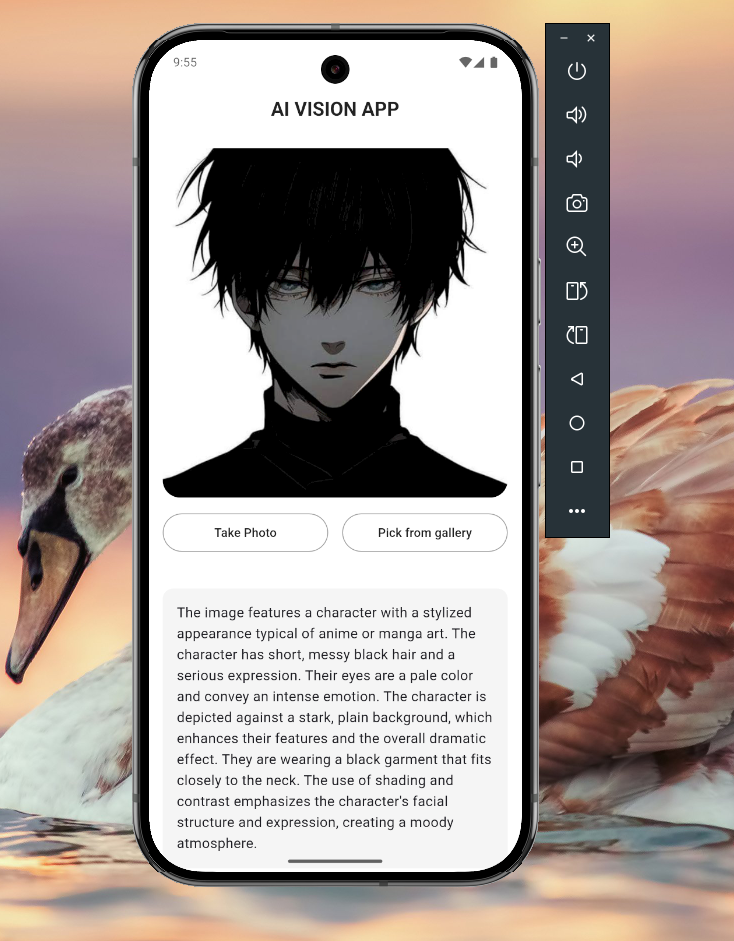 9:55
AI VISION APP
Take Photo
Pick from gallery
The image features a character with a stylized
appearance typical of anime or manga art. The
character has short, messy black hair and a
serious expression. Their eyes are a pale color
and convey an intense emotion. The character is
depicted against a stark, plain background, which
enhances their features and the overall dramatic
effect. They are wearing a black garment that fits
closely to the neck. The use of shading and
contrast emphasizes the character's facial
structure and expression, creating a moody
atmosphere.